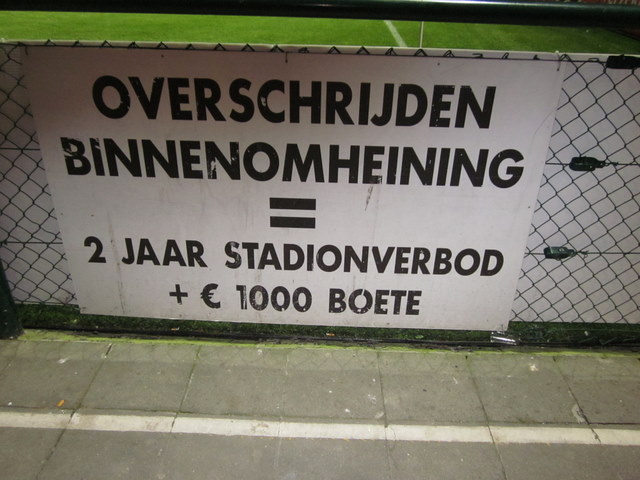 OVERSCHRIJDEN
BINNENOMHEINING
=
2 JAAR STADIONVERBOD
+ € 1000 BOETE